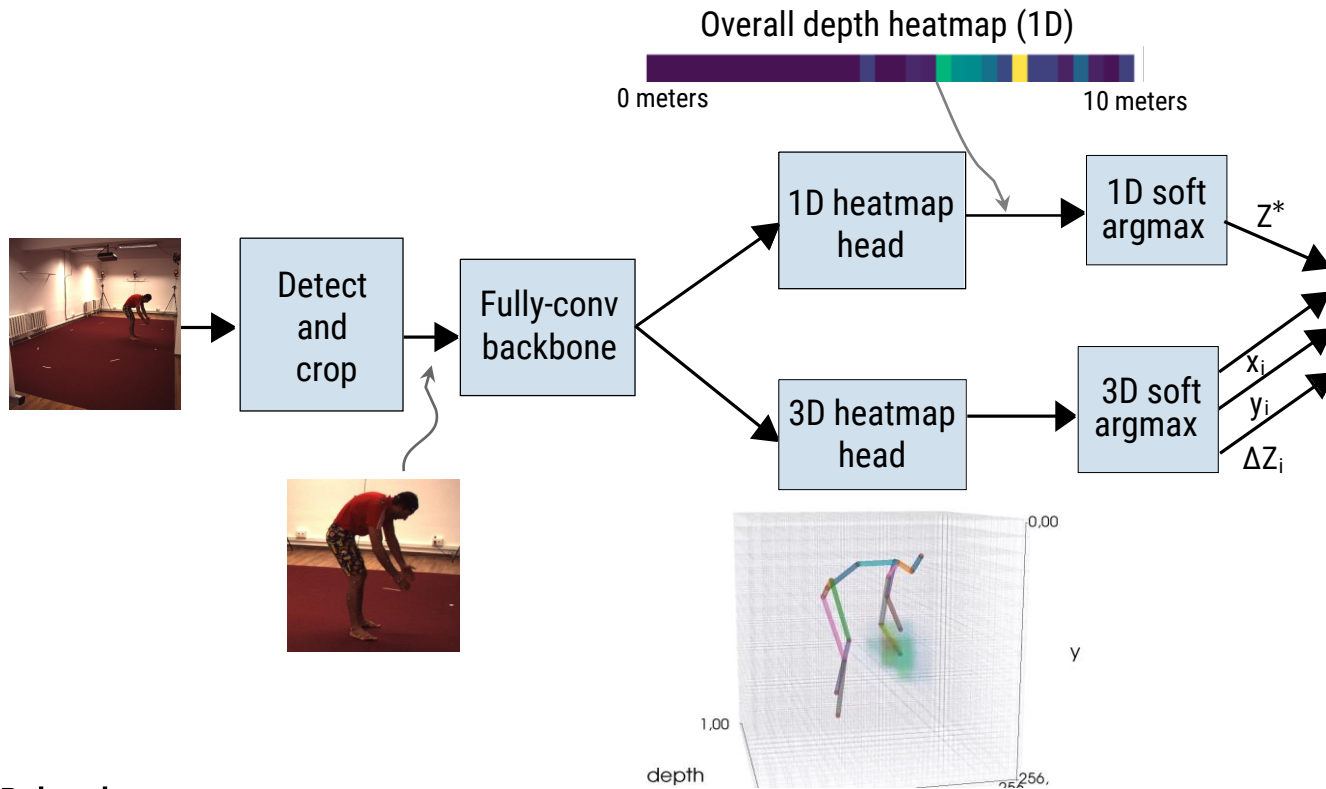 Overall depth heatmap (1D)
0 meters
10 meters
1D heatmap
head
1D soft
argmax
Z*
Detect
and
crop
Fully-conv
backbone
3D heatmap
head
3D soft
argmax
xᵢ
yᵢ
ΔZᵢ
0,00
y
1,00
depth
256,